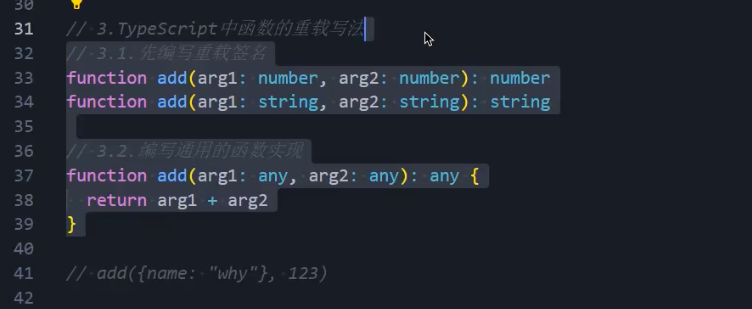 30
31 // 3.TypeScript中函数的重载写法
32 // 3.1.先编写重载签名
33 function add(arg1: number, arg2: number): number
34 function add(arg1: string, arg2: string): string
35
36 // 3.2.编写通用的函数实现
37 function add(arg1: any, arg2: any): any {
38   return arg1 + arg2
39 }
40
41 // add({name: "why"}, 123)
42